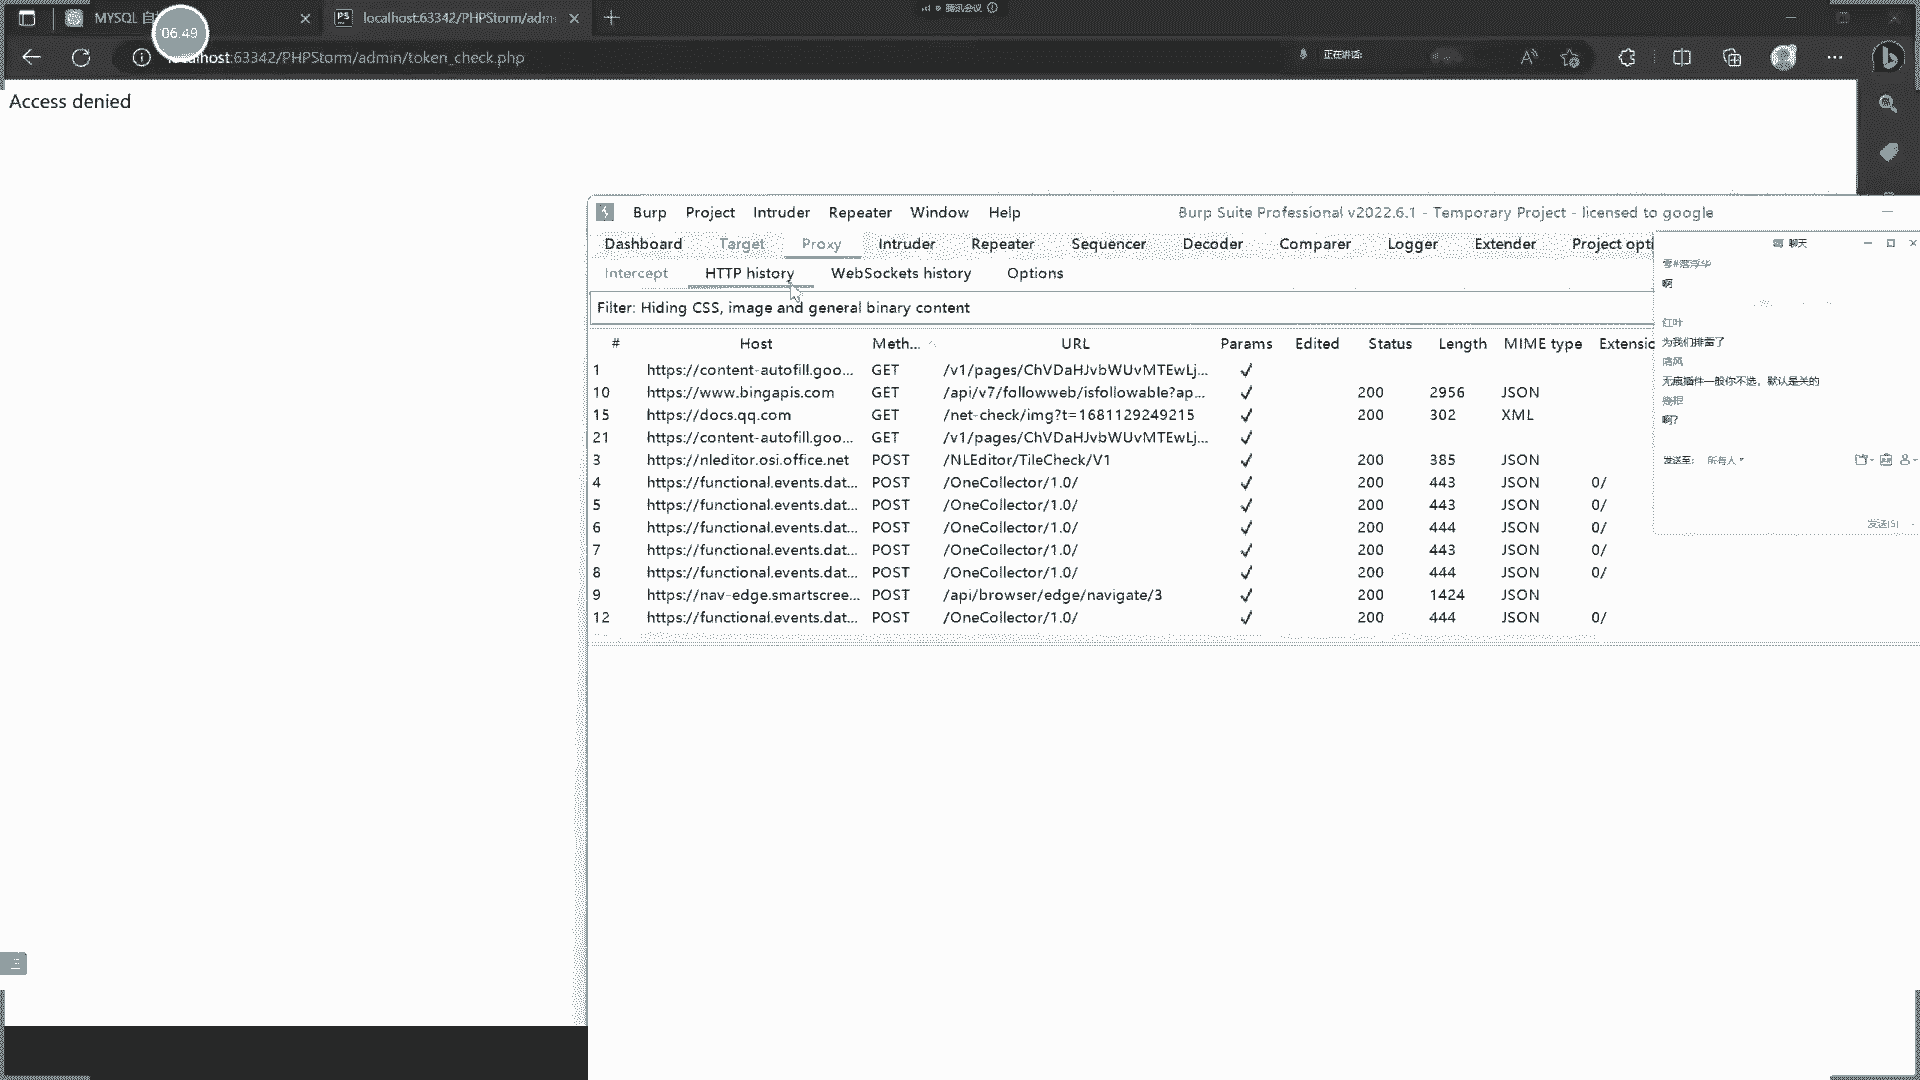 MYSQL
localhost:63342/PHPStorm/adm
腾讯会议
06:49
localhost:63342/PHPStorm/admin/token_check.php
正在讲话:
Access denied
Burp Project Intruder Repeater Window Help
Burp Suite Professional v2022.6.1 - Temporary Project - licensed to google
Dashboard Target Proxy Intruder Repeater Sequencer Decoder Comparer Logger Extender Project opti
Intercept HTTP history WebSockets history Options
Filter: Hiding CSS, image and general binary content
# Host Meth... URL Params Edited Status Length MIME type Extensio
1 https://content-autofill.goo... GET /v1/pages/ChVDaHJvbWUvMTEwLj... ✓
10 https://www.bingapis.com GET /api/v7/followweb/isfollowable?ap... ✓ 200 2956 JSON
15 https://docs.qq.com GET /net-check/img?t=1681129249215 ✓ 200 302 XML
21 https://content-autofill.goo... GET /v1/pages/ChVDaHJvbWUvMTEwLj... ✓
3 https://nleditor.osi.office.net POST /NLEditor/TileCheck/V1 ✓ 200 385 JSON
4 https://functional.events.dat... POST /OneCollector/1.0/ ✓ 200 443 JSON 0/
5 https://functional.events.dat... POST /OneCollector/1.0/ ✓ 200 443 JSON 0/
6 https://functional.events.dat... POST /OneCollector/1.0/ ✓ 200 444 JSON 0/
7 https://functional.events.dat... POST /OneCollector/1.0/ ✓ 200 443 JSON 0/
8 https://functional.events.dat... POST /OneCollector/1.0/ ✓ 200 444 JSON 0/
9 https://nav-edge.smartscree... POST /api/browser/edge/navigate/3 ✓ 200 1424 JSON
12 https://functional.events.dat... POST /OneCollector/1.0/ ✓ 200 444 JSON 0/
聊天
啊
红叶
为我们排雷了
无痕插件一般你不选，默认是关的
啊?
发送至: 所有人
发送(S)